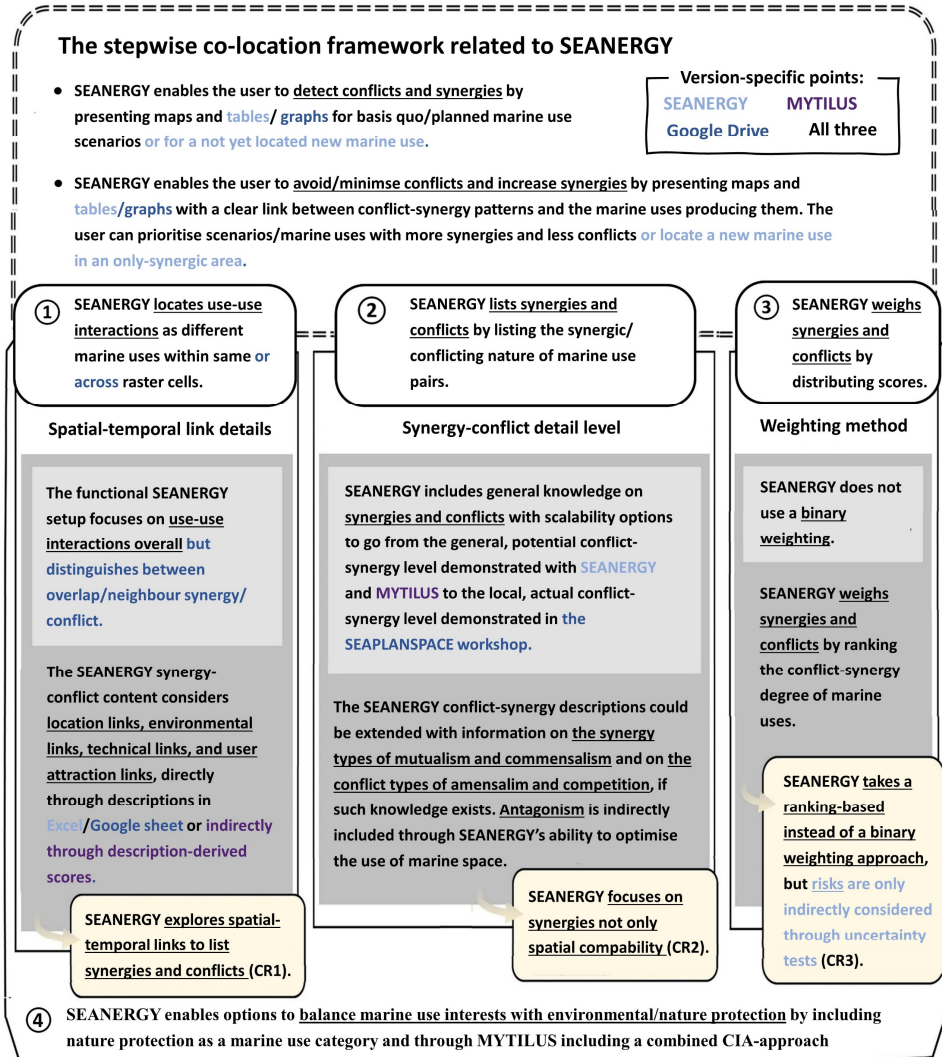 The stepwise co-location framework related to SEANERGY
• SEANERGY enables the user to detect conflicts and synergies by
presenting maps and tables/ graphs for basis quo/planned marine use
scenarios or for a not yet located new marine use.
Version-specific points:
SEANERGY MYTILUS
Google Drive All three
• SEANERGY enables the user to avoid/minimse conflicts and increase synergies by presenting maps and
tables/graphs with a clear link between conflict-synergy patterns and the marine uses producing them. The
user can prioritise scenarios/marine uses with more synergies and less conflicts or locate a new marine use
in an only-synergic area.
1
SEANERGY locates use-use
interactions as different
marine uses within same or
across raster cells.
Spatial-temporal link details
The functional SEANERGY
setup focuses on use-use
interactions overall but
distinguishes between
overlap/neighbour synergy/
conflict.
The SEANERGY synergy-
conflict content considers
location links, environmental
links, technical links, and user
attraction links, directly
through descriptions in
Excel/Google sheet or indirectly
through description-derived
scores.
SEANERGY explores spatial-
temporal links to list
synergies and conflicts (CR1).
2
SEANERGY lists synergies and
conflicts by listing the synergic/
conflicting nature of marine use
pairs.
Synergy-conflict detail level
SEANERGY includes general knowledge on
synergies and conflicts with scalability options
to go from the general, potential conflict-
synergy level demonstrated with SEANERGY
and MYTILUS to the local, actual conflict-
synergy level demonstrated in the
SEAPLANSPACE workshop.
The SEANERGY conflict-synergy descriptions could
be extended with information on the synergy
types of mutualism and commensalism and on the
conflict types of amensalim and competition, if
such knowledge exists. Antagonism is indirectly
included through SEANERGY's ability to optimise
the use of marine space.
SEANERGY focuses on
synergies not only
spatial compability (CR2).
3
SEANERGY weighs
synergies and
conflicts by
distributing scores.
Weighting method
SEANERGY does not
use a binary
weighting.
SEANERGY weighs
synergies and
conflicts by ranking
the conflict-synergy
degree of marine
uses.
SEANERGY takes a
ranking-based
instead of a binary
weighting approach,
but risks are only
indirectly considered
through uncertainty
tests (CR3).
4
SEANERGY enables options to balance marine use interests with environmental/nature protection by including
nature protection as a marine use category and through MYTILUS including a combined CIA-approach